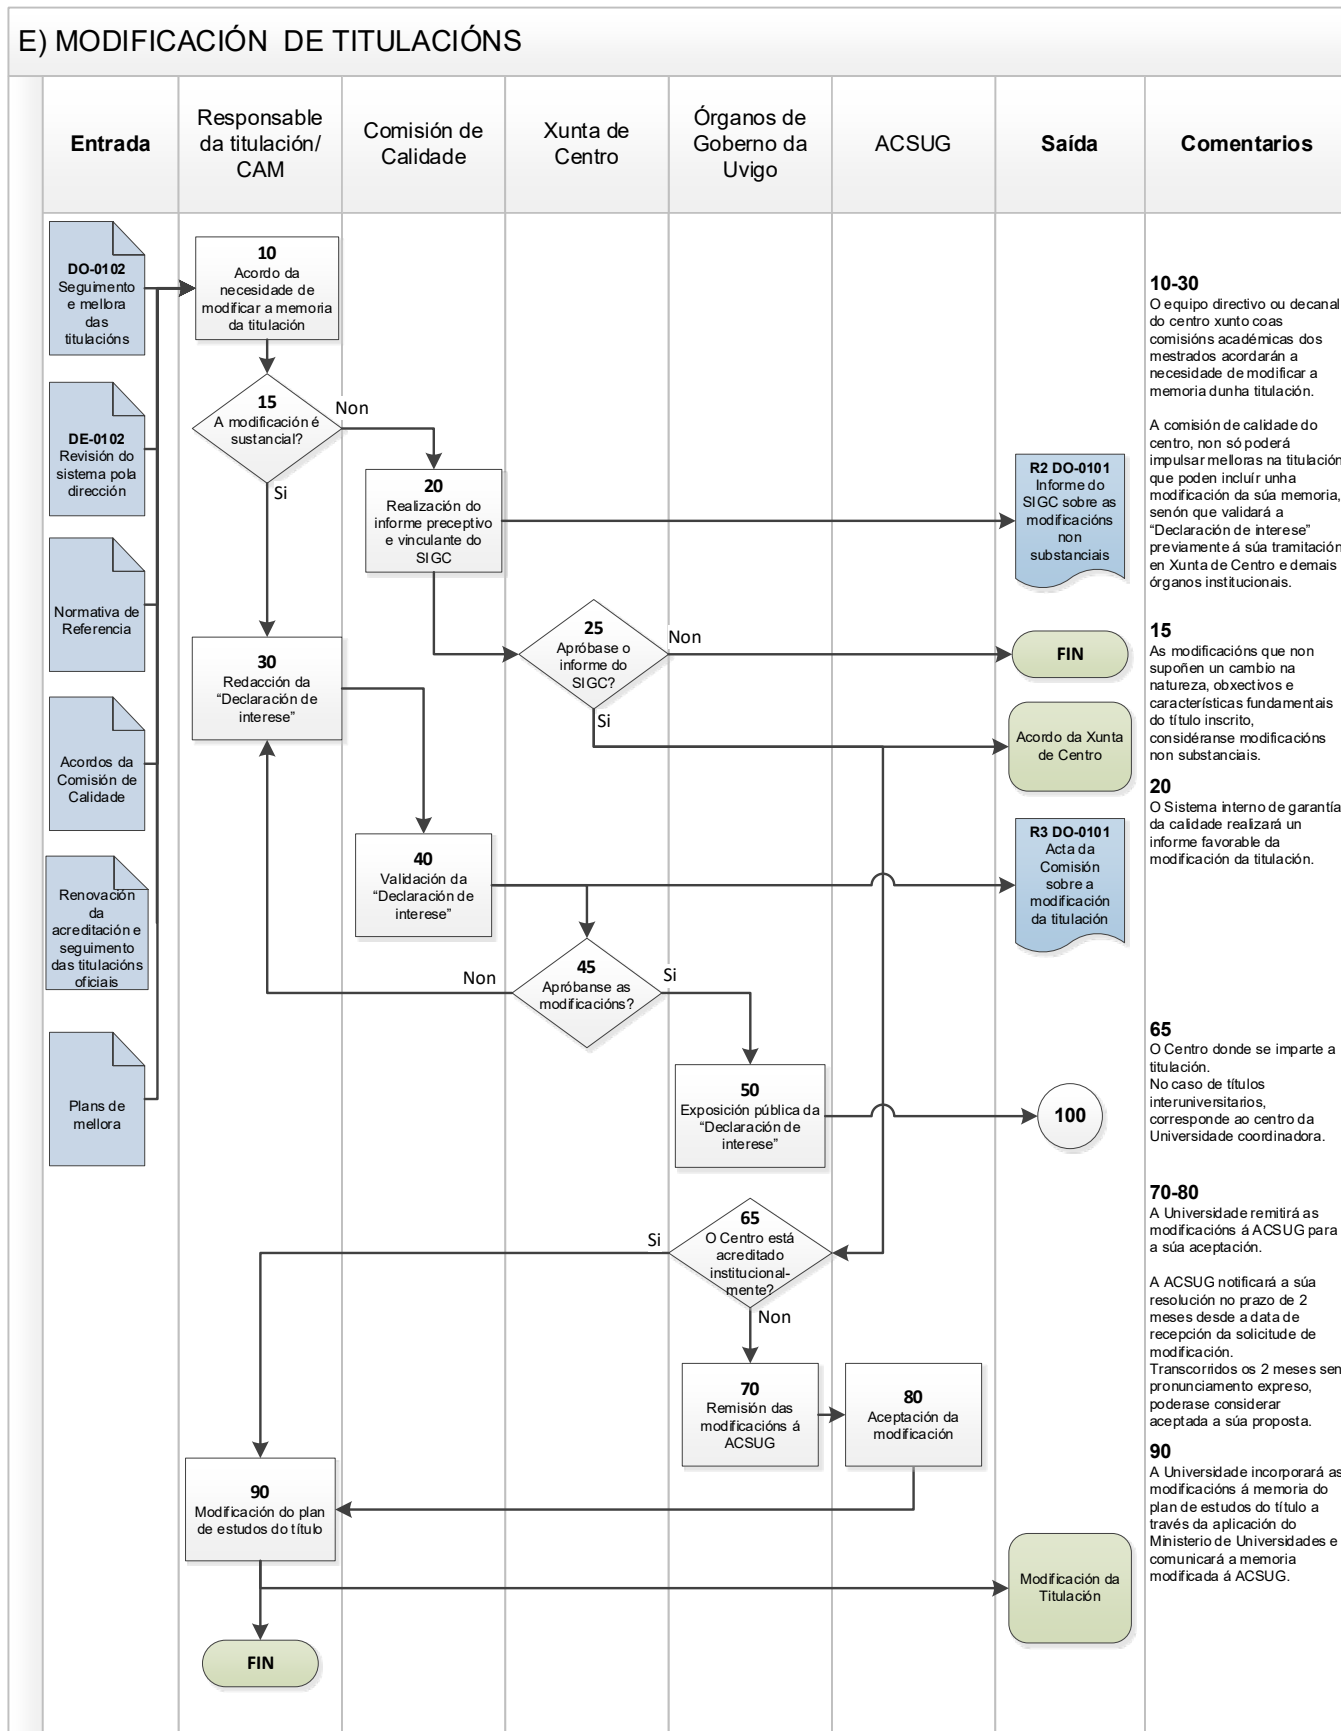 E) MODIFICACIÓN DE TITULACIÓNS
Entrada
Responsable
da titulación/
CAM
Comisión de
Calidade
Xunta de
Centro
Órganos de
Goberno da
Uvigo
ACSUG
Saída
Comentarios
DO-0102
Seguimento
e mellora
das
titulacións
DE-0102
Revisión do
sistema pola
dirección
Normativa de
Referencia
Acordos da
Comisión de
Calidade
Renovación
da
acreditación e
seguimento
das titulacións
oficiais
Plans de
mellora
10
Acordo da
necesidade de
modificar a memoria
da titulación
15
A modificación é
sustancial?
Non
Si
20
Realización do
informe preceptivo
e vinculante do
SIGC
R2 DO-0101
Informe do
SIGC sobre as
modificacións
non
substanciais
25
Apróbase o
informe do
SIGC?
Non
Si
FIN
Acordo da Xunta
de Centro
30
Redacción da
“Declaración de
interese”
40
Validación da
“Declaración de
interese”
R3 DO-0101
Acta da
Comisión
sobre a
modificación
da titulación
45
Apróbanse as
modificacións?
Non
Si
50
Exposición pública da
“Declaración de
interese”
100
65
O Centro está
acreditado
institucional-
mente?
Si
Non
70
Remisión das
modificacións á
ACSUG
80
Aceptación da
modificación
90
Modificación do plan
de estudos do título
Modificación da
Titulación
FIN
10-30
O equipo directivo ou decanal
do centro xunto coas
comisións académicas dos
mestrados acordarán a
necesidade de modificar a
memoria dunha titulación.
A comisión de calidade do
centro, non só poderá
impulsar melloras na titulación
que poden incluír unha
modificación da súa memoria,
senón que validará a
“Declaración de interese”
previamente á súa tramitación
en Xunta de Centro e demais
órganos institucionais.
15
As modificacións que non
supoñen un cambio na
natureza, obxectivos e
características fundamentais
do título inscrito,
considéranse modificacións
non substanciais.
20
O Sistema interno de garantía
da calidade realizará un
informe favorable da
modificación da titulación.
65
O Centro donde se imparte a
titulación.
No caso de títulos
interuniversitarios,
corresponde ao centro da
Universidade coordinadora.
70-80
A Universidade remitirá as
modificacións á ACSUG para
a súa aceptación.
A ACSUG notificará a súa
resolución no prazo de 2
meses desde a data de
recepción da solicitude de
modificación.
Transcorridos os 2 meses sen
pronunciamento expreso,
poderase considerar
aceptada a súa proposta.
90
A Universidade incorporará as
modificacións á memoria do
plan de estudos do título a
través da aplicación do
Ministerio de Universidades e
comunicará a memoria
modificada á ACSUG.